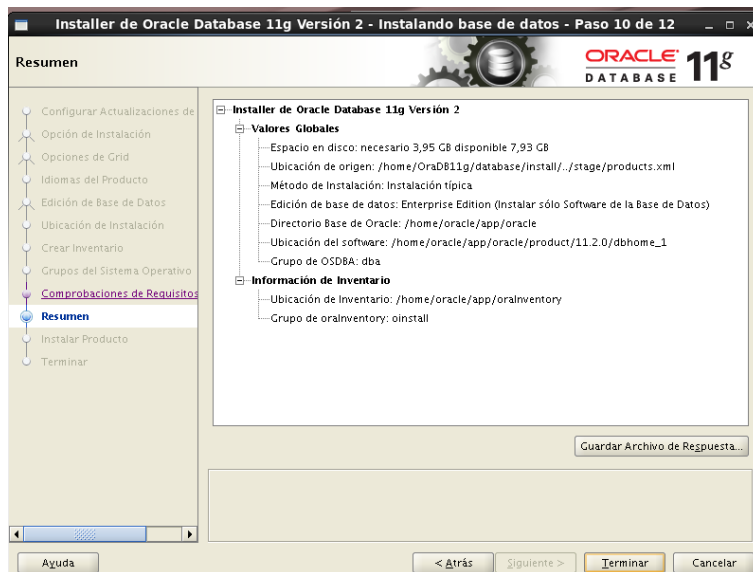 Installer de Oracle Database 11g Versión 2 - Instalando base de datos - Paso 10 de 12
Resumen
ORACLE
DATABASE
11g
Configurar Actualizaciones de
Opción de Instalación
Opciones de Grid
Idiomas del Producto
Edición de Base de Datos
Ubicación de Instalación
Crear Inventario
Grupos del Sistema Operativo
Comprobaciones de Requisitos
Resumen
Instalar Producto
Terminar
Installer de Oracle Database 11g Versión 2
Valores Globales
Espacio en disco: necesario 3,95 GB disponible 7,93 GB
Ubicación de origen: /home/OraDB11g/database/install/../stage/products.xml
Método de Instalación: Instalación típica
Edición de base de datos: Enterprise Edition (Instalar sólo Software de la Base de Datos)
Directorio Base de Oracle: /home/oracle/app/oracle
Ubicación del software: /home/oracle/app/oracle/product/11.2.0/dbhome_1
Grupo de OSDBA: dba
Información de Inventario
Ubicación de Inventario: /home/oracle/app/oraInventory
Grupo de oraInventory: oinstall
Guardar Archivo de Respuesta...
Ayuda
< Atrás
Siguiente >
Terminar
Cancelar